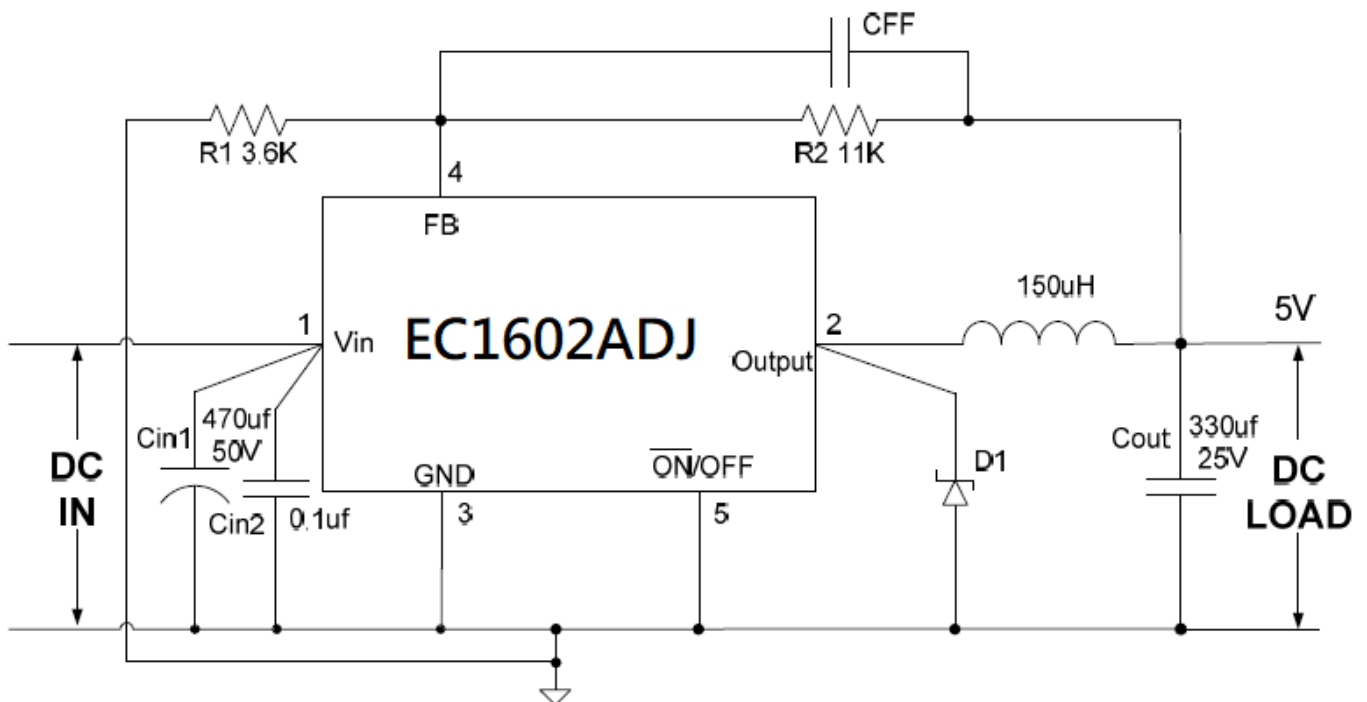 CFF
R1 3.6K
R2 11K
4
FB
150uH
5V
1
Vin
EC1602ADJ
2
Output
Cin1
470uf
50V
DC
IN
Cin2
0.1uf
GND
3
ON/OFF
5
D1
Cout
330uf
25V
DC
LOAD